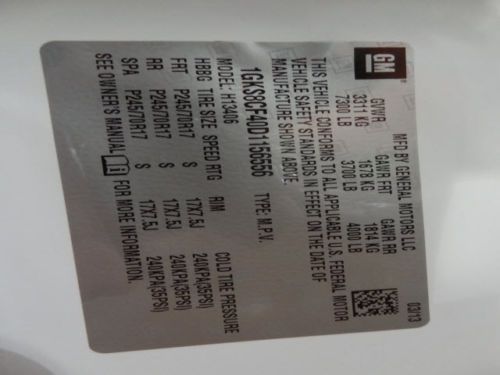 GM
MFD BY GENERAL MOTORS LLC
03/13
GVWR GAWR FRT GAWR RR
3311 KG 1678 KG 1814 KG
7300 LB 3700 LB 4000 LB
THIS VEHICLE CONFORMS TO ALL APPLICABLE U.S. FEDERAL MOTOR
VEHICLE SAFETY STANDARDS IN EFFECT ON THE DATE OF
MANUFACTURE SHOWN ABOVE.
TYPE: M.P.V.
MODEL:
HBBG TIRE SIZE SPEED RTG RIM COLD TIRE PRESSURE
FRT P245/70R17 S 17X7.5J 240KPA(35PSI)
RR P245/70R17 S 17X7.5J 240KPA(35PSI)
SPA P245/70R17 S 17X7.5J 240KPA(35PSI)
SEE OWNER'S MANUAL FOR MORE INFORMATION.